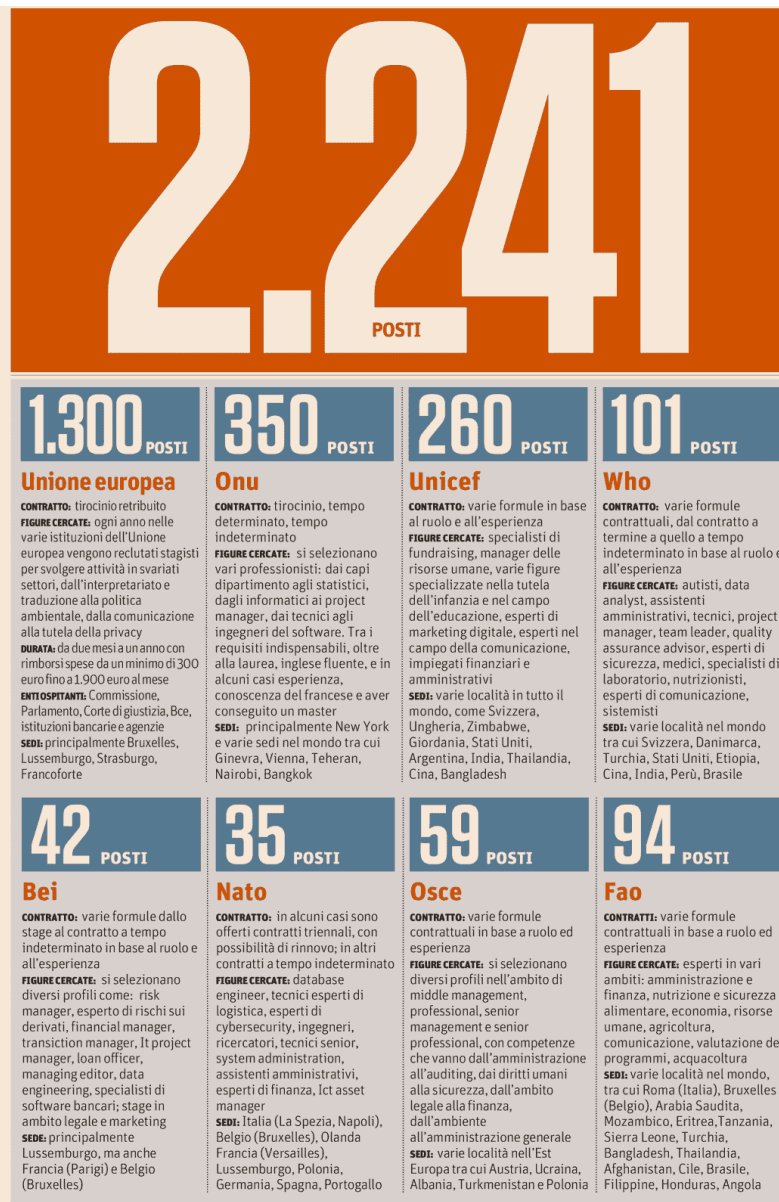 2.241
POSTI
1.300 POSTI
Unione europea
CONTRATTO: tirocinio retribuito
FIGURE CERCATE: ogni anno nelle
varie istituzioni dell'Unione
europea vengono reclutati stagisti
per svolgere attività in svariati
settori, dall'interpretariato e
traduzione alla politica
ambientale, dalla comunicazione
alla tutela della privacy
DURATA: da due mesi a un anno con
rimborsi spese da un minimo di 300
euro fino a 1.900 euro al mese
ENTI OSPITANTI: Commissione,
Parlamento, Corte di giustizia, Bce,
istituzioni bancarie e agenzie
SEDI: principalmente Bruxelles,
Lussemburgo, Strasburgo,
Francoforte
350 POSTI
Onu
CONTRATTO: tirocinio, tempo
determinato, tempo
indeterminato
FIGURE CERCATE: si selezionano
vari professionisti: dai capi
dipartimento agli statistici,
dagli informatici ai project
manager, dai tecnici agli
ingegneri del software. Tra i
requisiti indispensabili, oltre
alla laurea, inglese fluente, e in
alcuni casi esperienza,
conoscenza del francese e aver
conseguito un master
SEDI: principalmente New York
e varie sedi nel mondo tra cui
Ginevra, Vienna, Teheran,
Nairobi, Bangkok
260 POSTI
Unicef
CONTRATTO: varie formule in base
al ruolo e all'esperienza
FIGURE CERCATE: specialisti di
fundraising, manager delle
risorse umane, varie figure
specializzate nella tutela
dell'infanzia e nel campo
dell'educazione, esperti di
marketing digitale, esperti nel
campo della comunicazione,
impiegati finanziari e
amministrativi
SEDI: varie località in tutto il
mondo, come Svizzera,
Ungheria, Zimbabwe,
Giordania, Stati Uniti,
Argentina, India, Thailandia,
Cina, Bangladesh
101 POSTI
Who
CONTRATTO: varie formule
contrattuali, dal contratto a
termine a quello a tempo
indeterminato in base al ruolo e
all'esperienza
FIGURE CERCATE: autisti, data
analyst, assistenti
amministrativi, tecnici, project
manager, team leader, quality
assurance advisor, esperti di
sicurezza, medici, specialisti di
laboratorio, nutrizionisti,
esperti di comunicazione,
sistemisti
SEDI: varie località nel mondo
tra cui Svizzera, Danimarca,
Turchia, Stati Uniti, Etiopia,
Cina, India, Perù, Brasile
42 POSTI
Bei
CONTRATTO: varie formule dallo
stage al contratto a tempo
indeterminato in base al ruolo e
all'esperienza
FIGURE CERCATE: si selezionano
diversi profili come: risk
manager, esperto di rischi sui
derivati, financial manager,
transiction manager, It project
manager, loan officer,
managing editor, data
engineering, specialisti di
software bancari; stage in
ambito legale e marketing
SEDE: principalmente
Lussemburgo, ma anche
Francia (Parigi) e Belgio
(Bruxelles)
35 POSTI
Nato
CONTRATTO: in alcuni casi sono
offerti contratti triennali, con
possibilità di rinnovo; in altri
contratti a tempo indeterminato
FIGURE CERCATE: database
engineer, tecnici esperti di
logistica, esperti di
cybersecurity, ingegneri,
ricercatori, tecnici senior,
system administration,
assistenti amministrativi,
esperti di finanza, Ict asset
manager
SEDI: Italia (La Spezia, Napoli),
Belgio (Bruxelles), Olanda
Francia (Versailles),
Lussemburgo, Polonia,
Germania, Spagna, Portogallo
59 POSTI
Osce
CONTRATTO: varie formule
contrattuali in base a ruolo ed
esperienza
FIGURE CERCATE: si selezionano
diversi profili nell'ambito di
middle management,
professional, senior
management e senior
professional, con competenze
che vanno dall'amministrazione
all'auditing, dai diritti umani
alla sicurezza, dall'ambito
legale alla finanza,
dall'ambiente
all'amministrazione generale
SEDI: varie località nell'Est
Europa tra cui Austria, Ucraina,
Albania, Turkmenistan e Polonia
94 POSTI
Fao
CONTRATTI: varie formule
contrattuali in base a ruolo ed
esperienza
FIGURE CERCATE: esperti in vari
ambiti: amministrazione e
finanza, nutrizione e sicurezza
alimentare, economia, risorse
umane, agricoltura,
comunicazione, valutazione de
programmi, acquacoltura
SEDI: varie località nel mondo,
tra cui Roma (Italia), Bruxelles
(Belgio), Arabia Saudita,
Mozambico, Eritrea,Tanzania,
Sierra Leone, Turchia,
Bangladesh, Thailandia,
Afghanistan, Cile, Brasile,
Filippine, Honduras, Angola